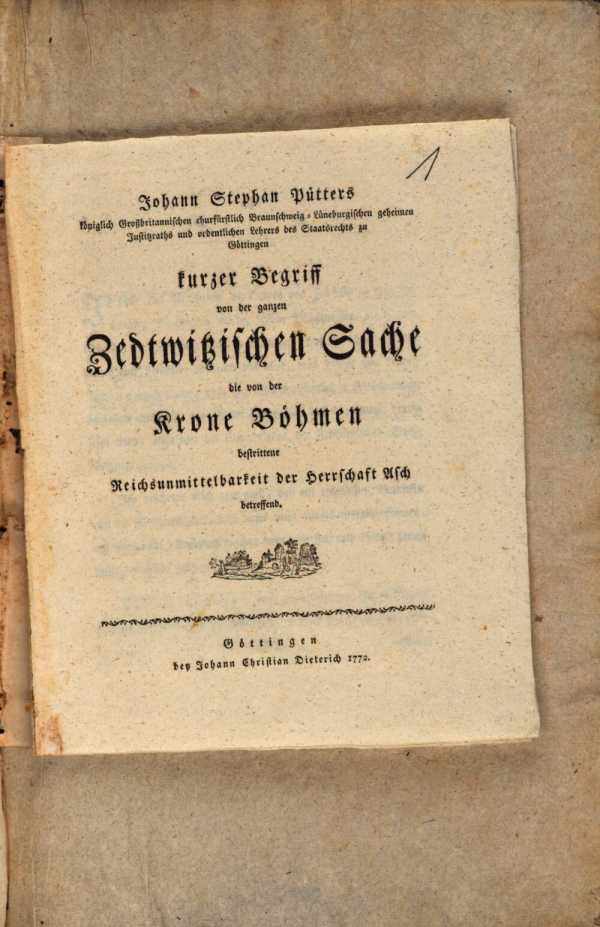 1
Johann Stephan Pütters
königlich Großbritannischen churfürstlich Braunschweig-Lüneburgischen geheimen
Justitzraths und ordentlichen Lehrers des Staatsrechts zu
Göttingen
kurzer Begriff
von der ganzen
Zedtwitzischen Sache
die von der
Krone Böhmen
bestrittene
Reichsunmittelbarkeit der Herrschaft Asch
betreffend.
Göttingen
bey Johann Christian Dieterich 1772.